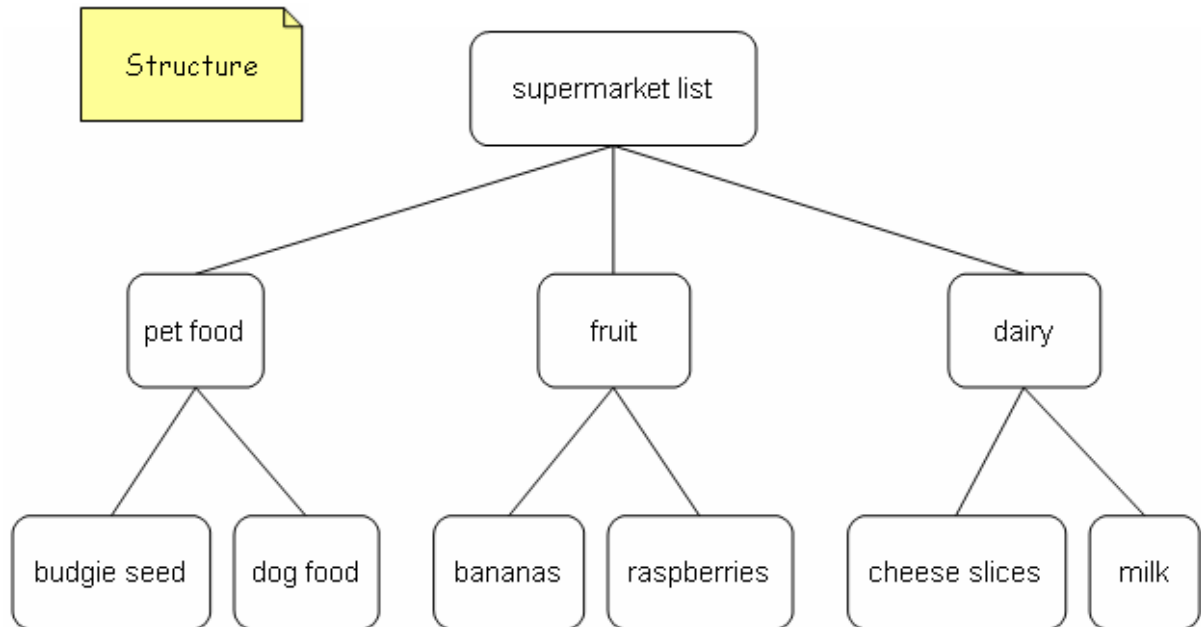 Structure
supermarket list
pet food
fruit
dairy
budgie seed
dog food
bananas
raspberries
cheese slices
milk